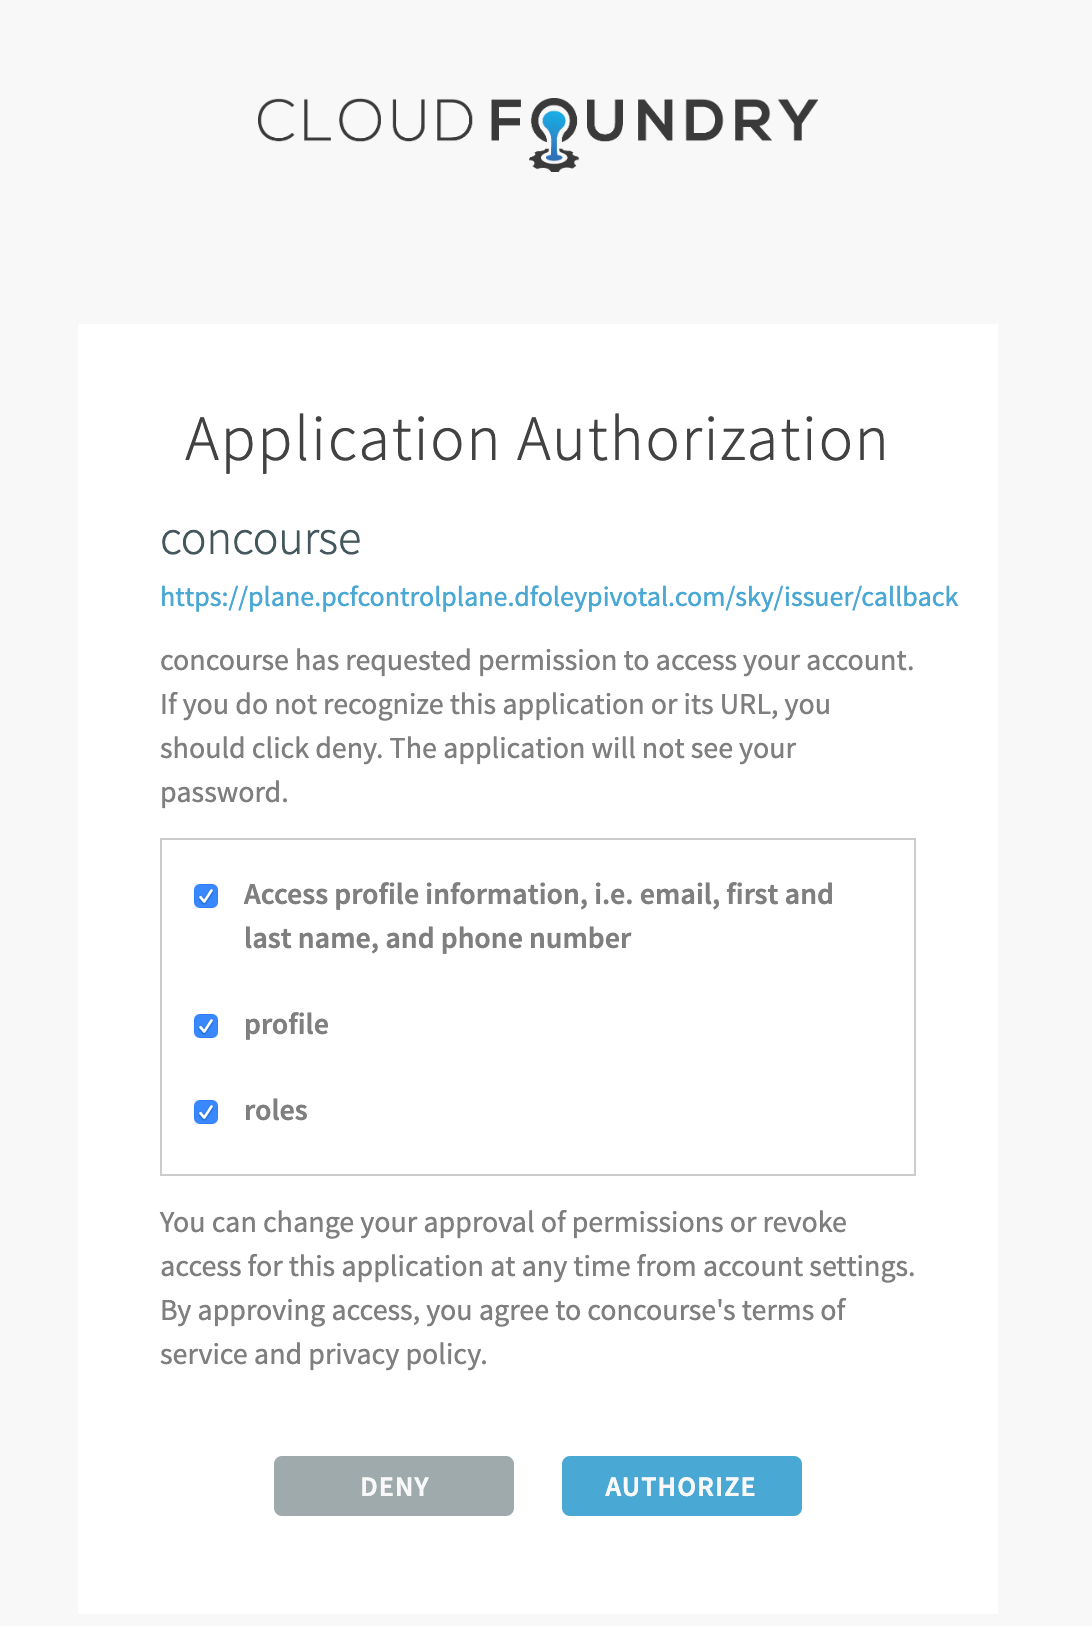 CLOUD FOUNDRY
Application Authorization
concourse
https://plane.pcfcontrolplane.dfoleypivotal.com/sky/issuer/callback
concourse has requested permission to access your account.
If you do not recognize this application or its URL, you
should click deny. The application will not see your
password.
Access profile information, i.e. email, first and
last name, and phone number
profile
roles
You can change your approval of permissions or revoke
access for this application at any time from account settings.
By approving access, you agree to concourse's terms of
service and privacy policy.
DENY AUTHORIZE